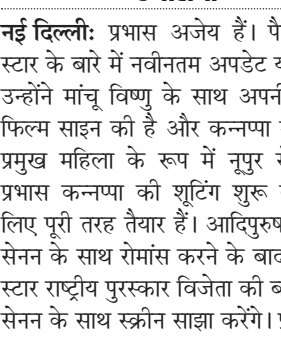 नई दिल्लीः प्रभास अजेय हैं। पै
स्टार के बारे में नवीनतम अपडेट य
उन्होंने मांचू विष्णु के साथ अपनी
फिल्म साइन की है और कन्नप्पा
प्रमुख महिला के रूप में नूपुर से
प्रभास कन्नप्पा की शूटिंग शुरू
लिए पूरी तरह तैयार हैं। आदिपुरुष
सेनन के साथ रोमांस करने के बाद
स्टार राष्ट्रीय पुरस्कार विजेता की ब
सेनन के साथ स्क्रीन साझा करेंगे।